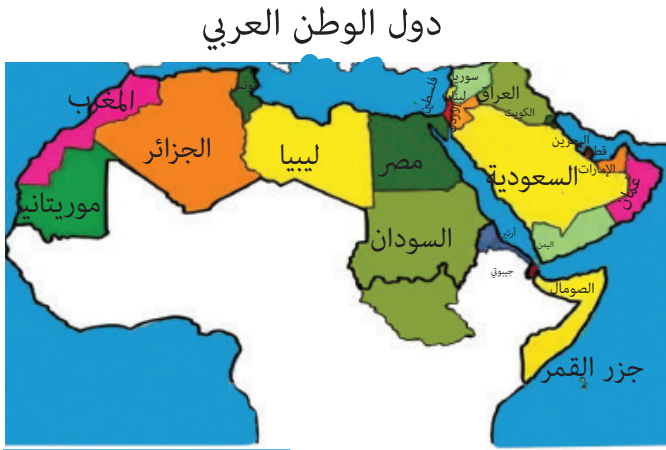 دول الوطن العربي
المغرب
الجزائر
تونس
ليبيا
مصر
فلسطين
لبنان
سوريا
الأردن
العراق
الكويت
البحرين
قطر
الإمارات
السعودية
عمان
اليمن
موريتانيا
السودان
جيبوتي
الصومال
جزر القمر